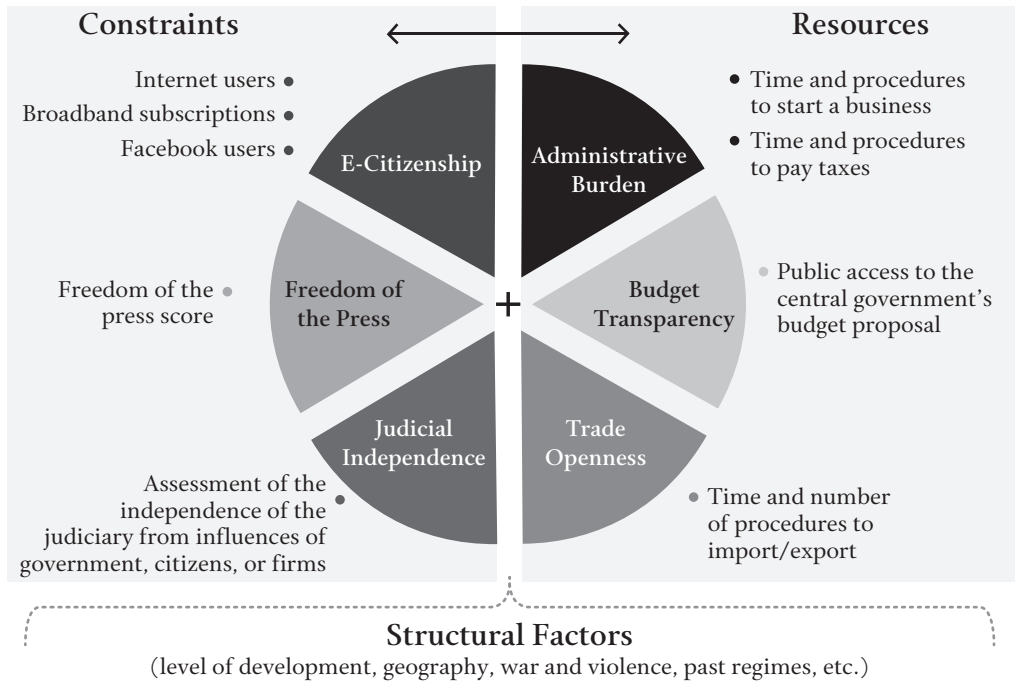 Constraints
Resources
Internet users
Broadband subscriptions
Facebook users
E-Citizenship
Administrative
Burden
Time and procedures
to start a business
Time and procedures
to pay taxes
Freedom of the
press score
Freedom of
the Press
+
Budget
Transparency
Public access to the
central government’s
budget proposal
Judicial
Independence
Trade
Openness
Assessment of the
independence of the
judiciary from influences of
government, citizens, or firms
Time and number
of procedures to
import/export
Structural Factors
(level of development, geography, war and violence, past regimes, etc.)